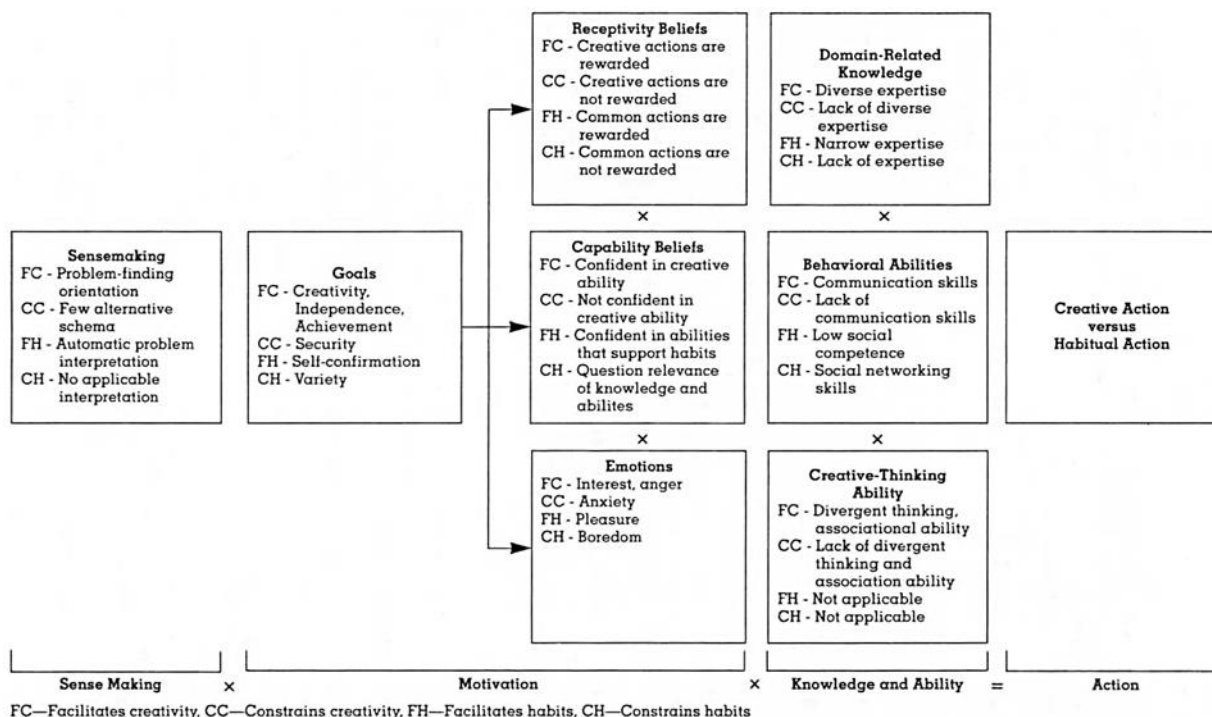 Receptivity Beliefs
FC - Creative actions are
rewarded
CC - Creative actions are
not rewarded
FH - Common actions are
rewarded
CH - Common actions are
not rewarded
×
Domain-Related
Knowledge
FC - Diverse expertise
CC - Lack of diverse
expertise
FH - Narrow expertise
CH - Lack of expertise
×
Sensemaking
FC - Problem-finding
orientation
CC - Few alternative
schema
FH - Automatic problem
interpretation
CH - No applicable
interpretation
Goals
FC - Creativity,
Independence,
Achievement
CC - Security
FH - Self-confirmation
CH - Variety
Capability Beliefs
FC - Confident in creative
ability
CC - Not confident in
creative ability
FH - Confident in abilities
that support habits
CH - Question relevance
of knowledge and
abilites
×
Behavioral Abilities
FC - Communication skills
CC - Lack of
communication skills
FH - Low social
competence
CH - Social networking
skills
×
Creative Action
versus
Habitual Action
Emotions
FC - Interest, anger
CC - Anxiety
FH - Pleasure
CH - Boredom
Creative-Thinking
Ability
FC - Divergent thinking,
associational ability
CC - Lack of divergent
thinking and
association ability
FH - Not applicable
CH - Not applicable
Sense Making × Motivation × Knowledge and Ability = Action
FC—Facilitates creativity, CC—Constrains creativity, FH—Facilitates habits, CH—Constrains habits